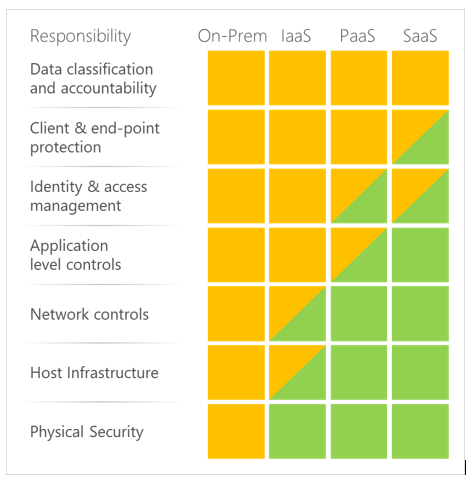 Responsibility On-Prem IaaS PaaS SaaS
Data classification
and accountability
Client & end-point
protection
Identity & access
management
Application
level controls
Network controls
Host Infrastructure
Physical Security